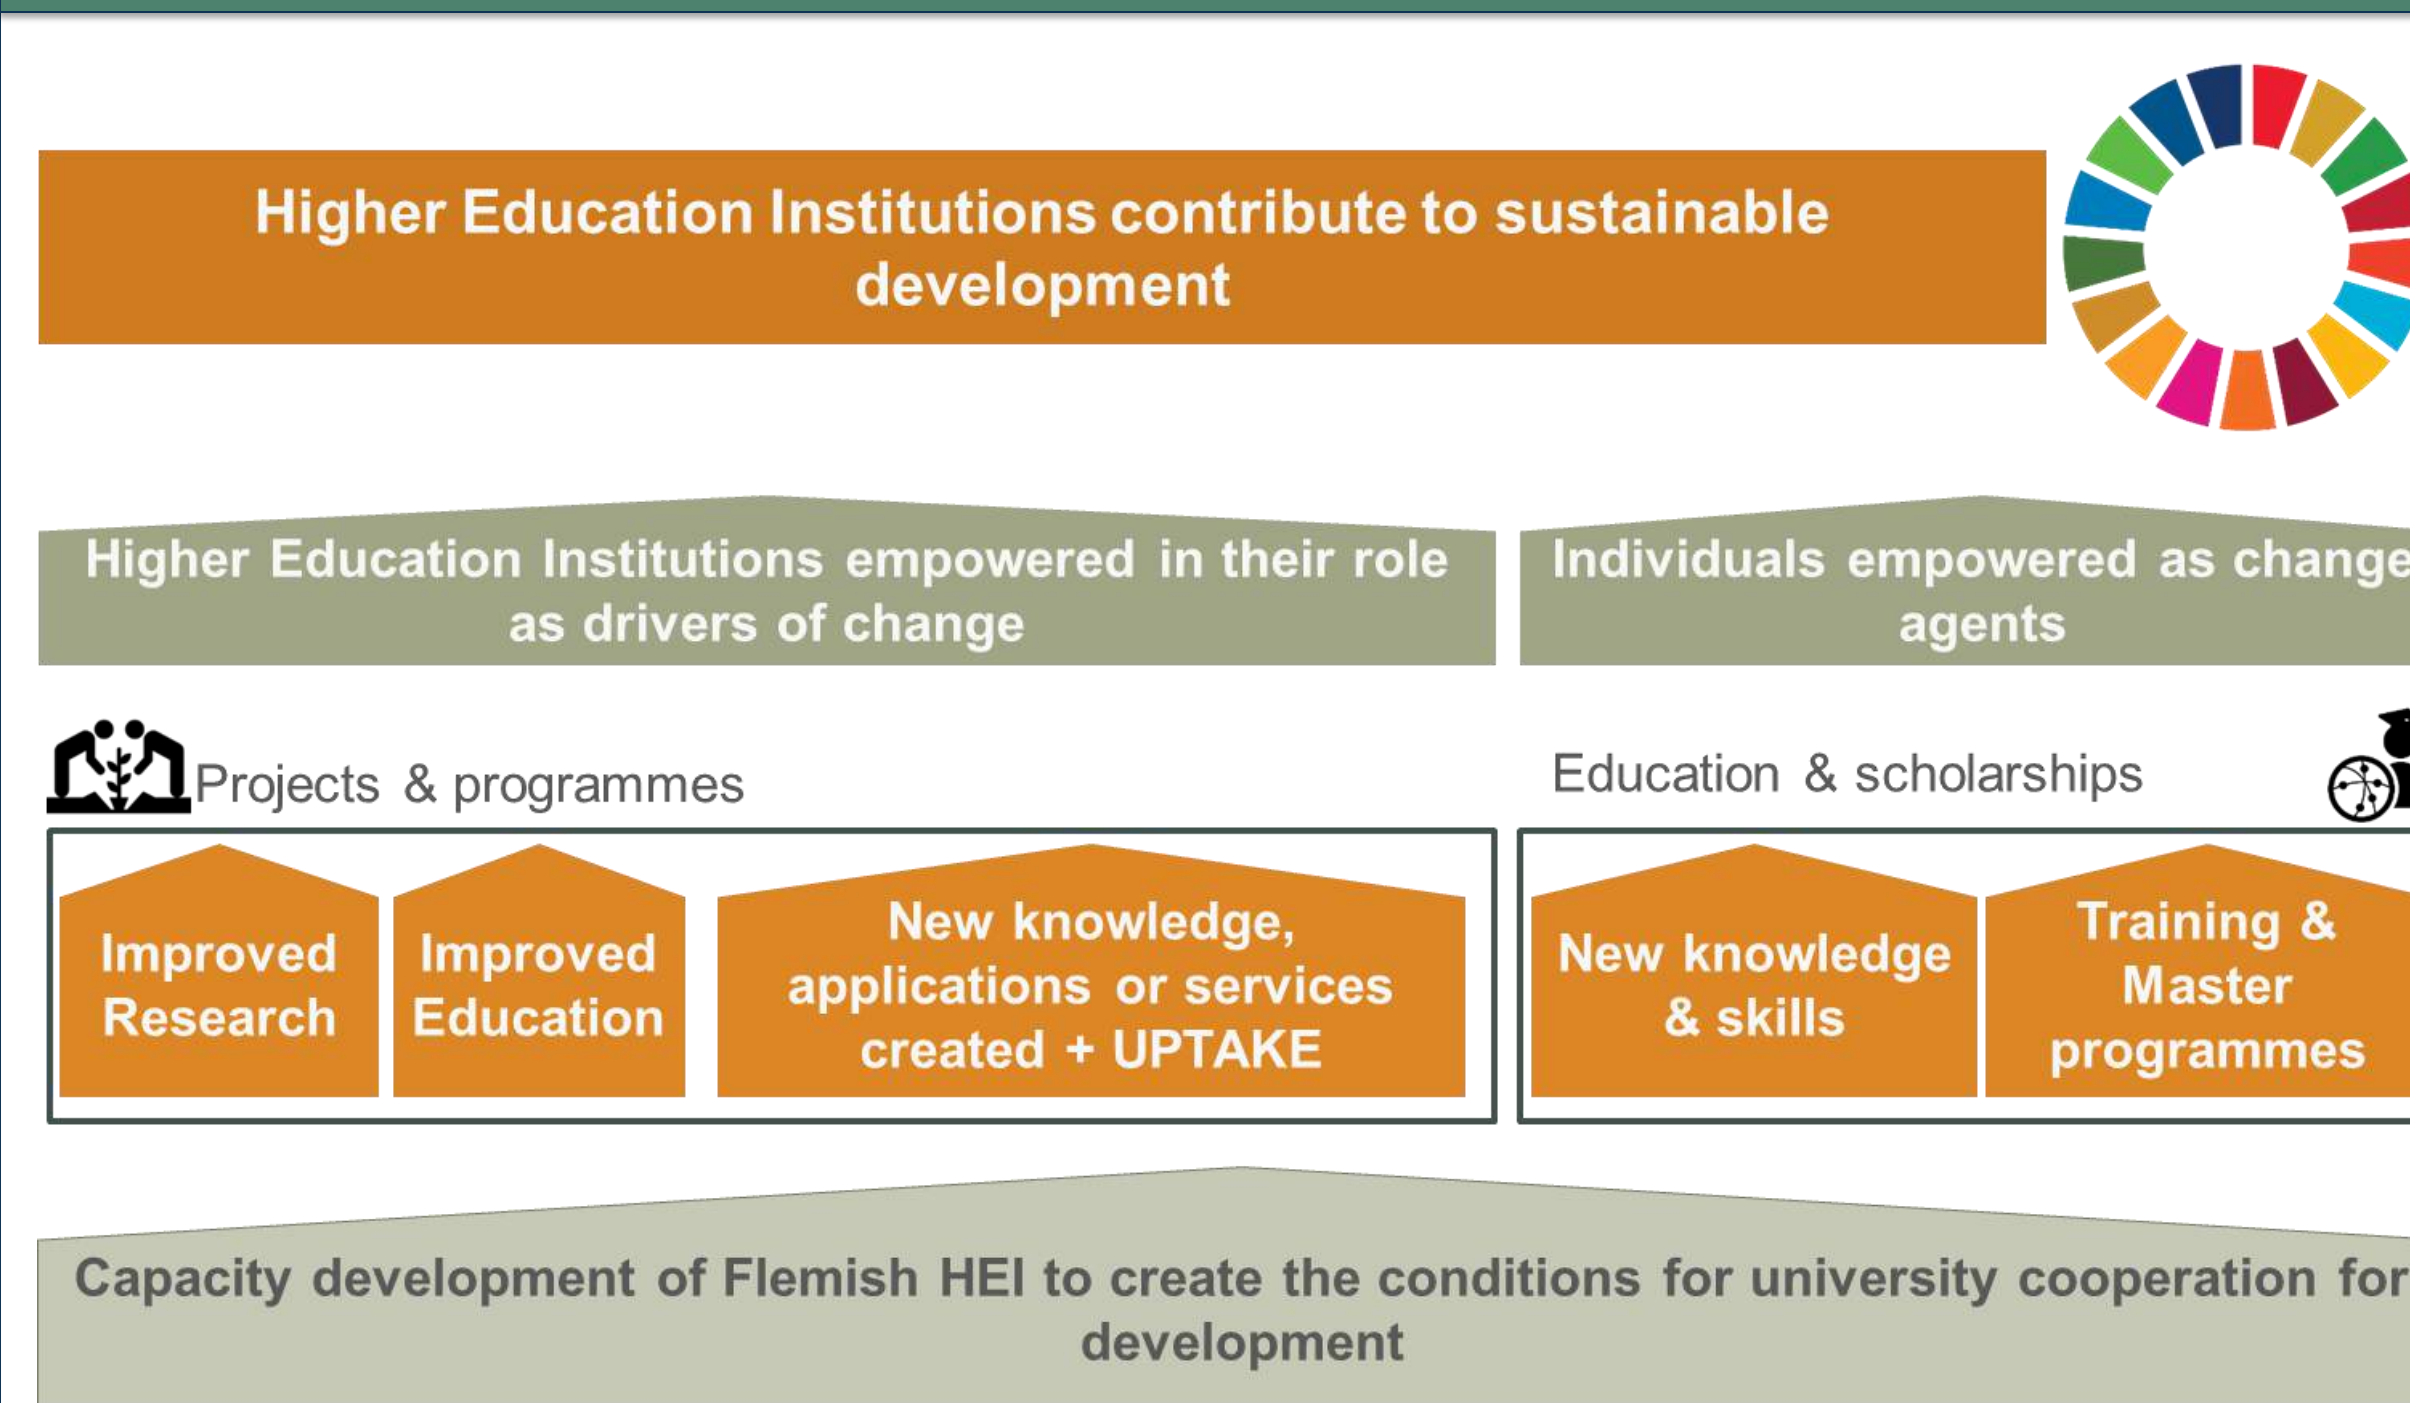 Higher Education Institutions contribute to sustainable
development
Higher Education Institutions empowered in their role
as drivers of change
Individuals empowered as change
agents
Projects & programmes
Education & scholarships
Improved
Research
Improved
Education
New knowledge,
applications or services
created + UPTAKE
New knowledge
& skills
Training &
Master
programmes
Capacity development of Flemish HEI to create the conditions for university cooperation for
development